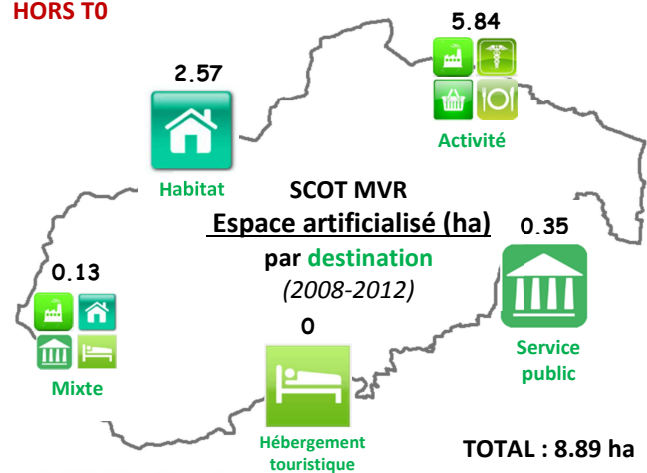 HORS T0
5.84
2.57
Activité
Habitat
SCOT MVR
Espace artificialisé (ha)
par destination
(2008-2012)
0.35
0.13
0
Service
public
Mixte
Hébergement
touristique
TOTAL : 8.89 ha